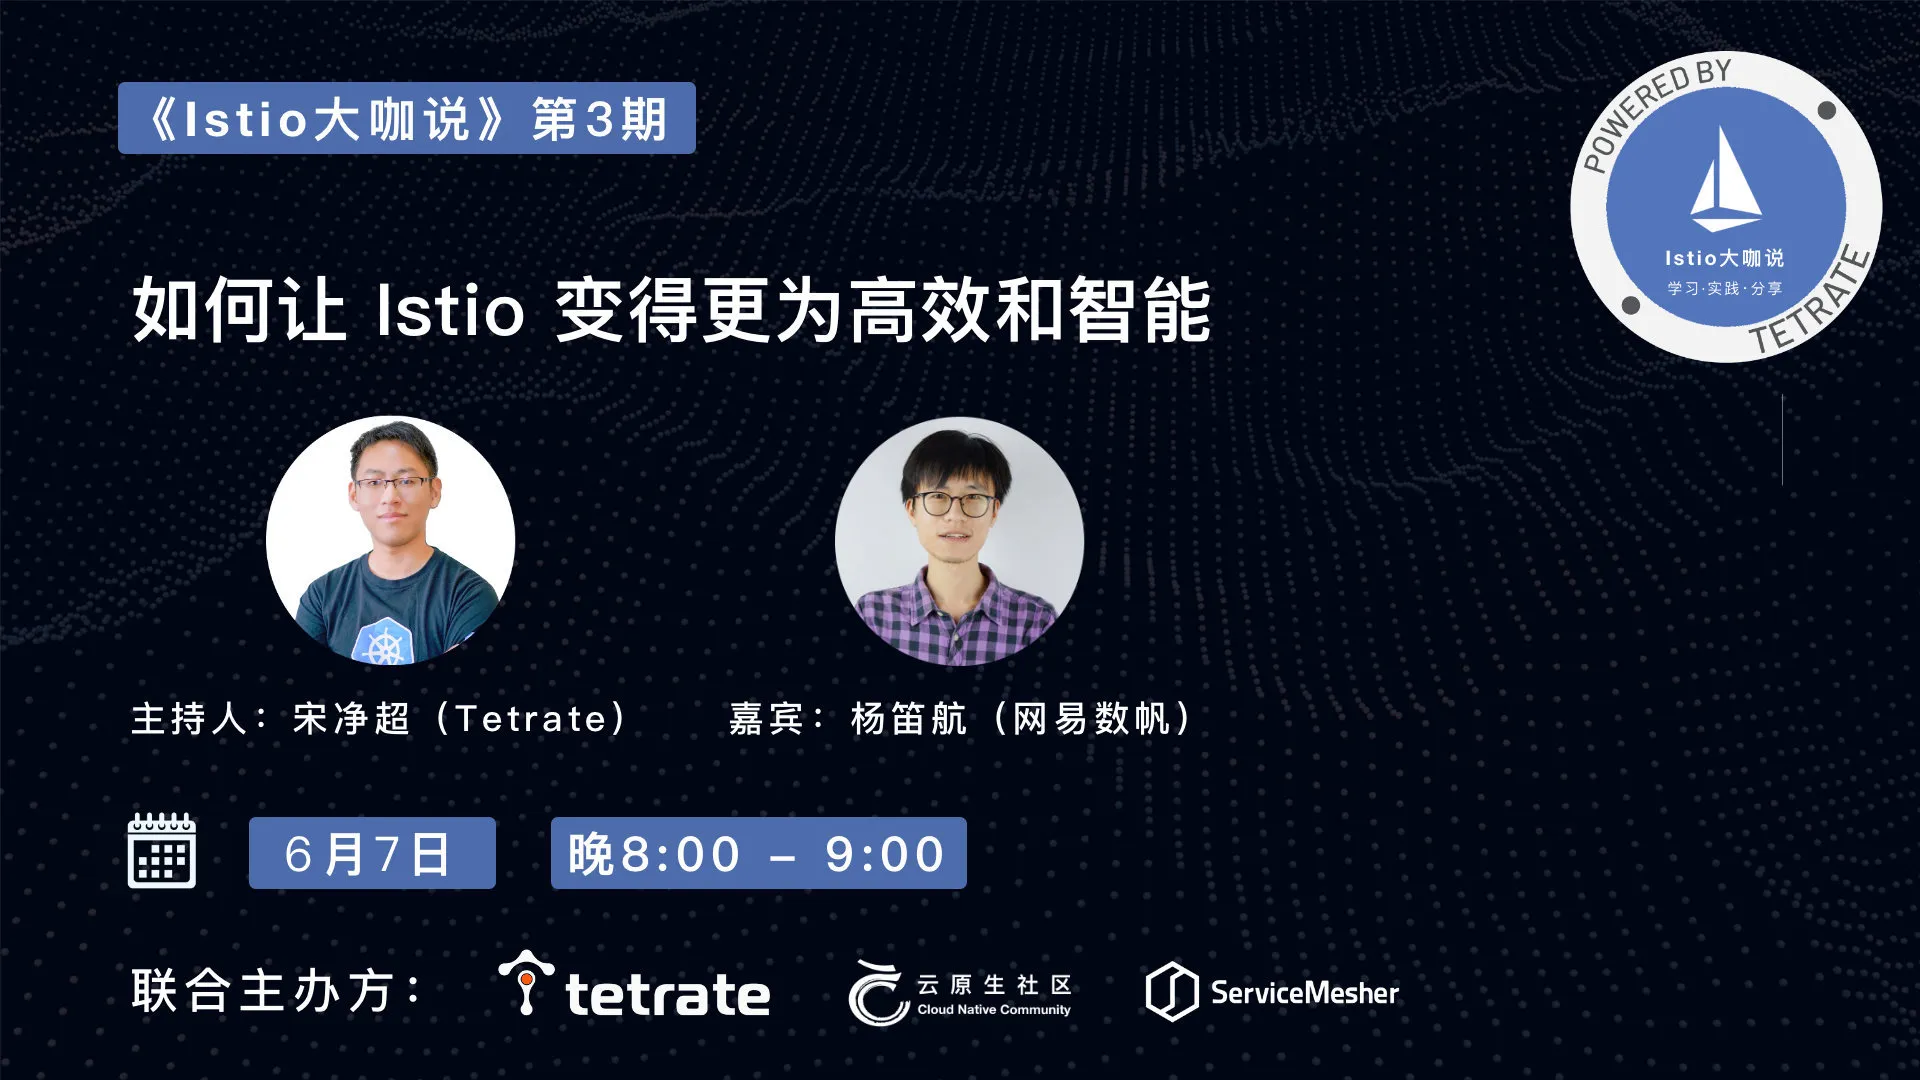 《Istio大咖说》第3期
POWERED BY
TETRATE
Istio大咖说
学习·实践·分享
如何让 Istio 变得更为高效和智能
主持人：宋净超（Tetrate）
嘉宾：杨笛航（网易数帆）
6月7日
晚8:00 – 9:00
联合主办方：
tetrate
云原生社区
Cloud Native Community
ServiceMesher